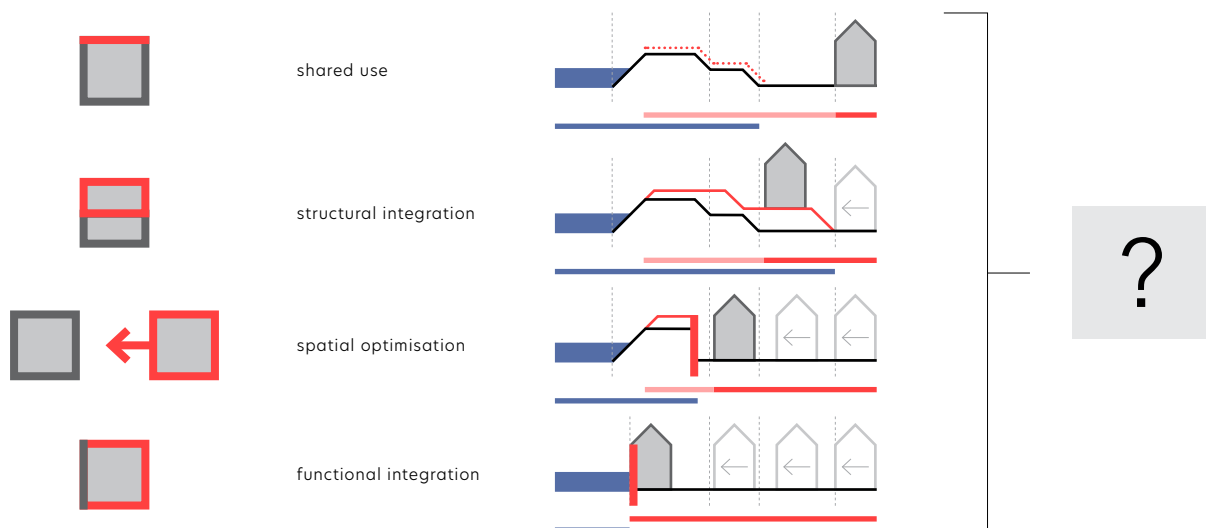 shared use
structural integration
spatial optimisation
functional integration
?